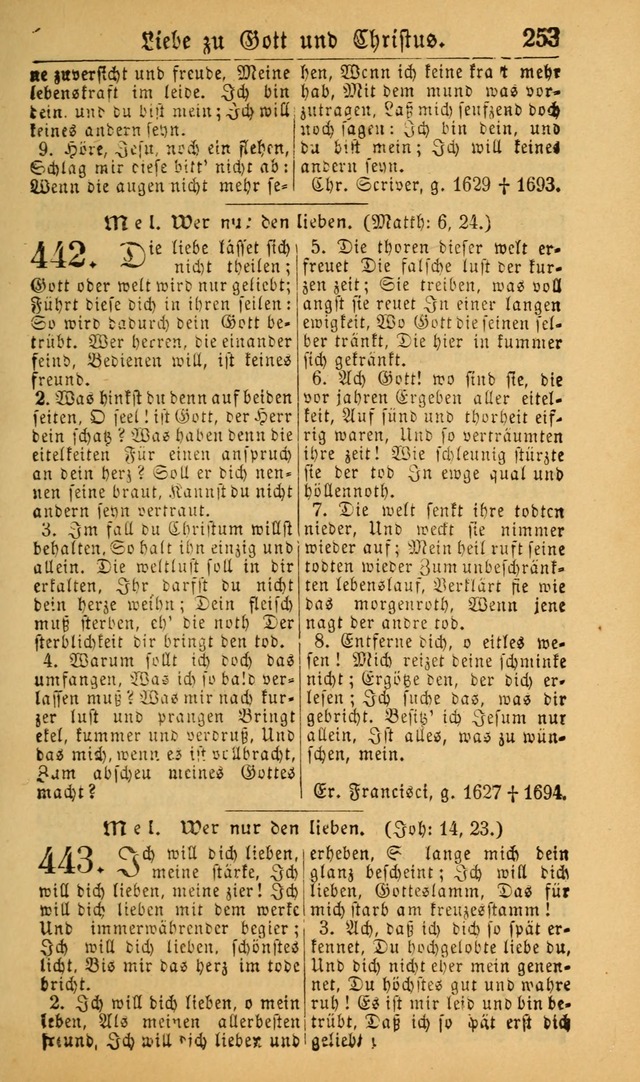 Liebe zu Gott und Christus. 253
ne zuversicht und freude, Meine
lebenskraft im leide. Ich bin
dein, und du bist mein; Ich will
keines andern seyn.
9. Höre, Jesu, noch ein flehen,
Schlag mir diese bitt' nicht ab:
Wenn die augen nicht mehr se-
hen, Wenn ich keine kraft mehr
hab, Mit dem mund was vor-
zutragen, Laß mich seufzend doch
noch sagen: Ich bin dein, und
du bist mein; Ich will keines
andern seyn.
Chr. Scriver, g. 1629 † 1693.
Mel. Wer nur den lieben. (Matth: 6, 24.)
442. Die liebe lässet sich
nicht theilen;
Gott oder welt wird nur geliebt;
Führt diese dich in ihren seilen:
So wird dadurch dein Gott be-
trübt. Wer herren, die einander
feind, Bedienen will, ist keines
freund.
2. Was hinkst du denn auf beiden
seiten, O seel! ist Gott, der Herr
dein schatz? Was haben denn die
eitelkeiten Für einen anspruch
an dein herz? Soll er dich nen-
nen seine braut, Kannst du nicht
andern seyn vertraut.
3. Im fall du Christum willst
behalten, So halt ihn einzig und
allein. Die weltlust soll in dir
erkalten, Ihr darfst du nicht
dein herze weihn; Dein fleisch
muß sterben, eh' die noth Der
sterblichkeit dir bringt den tod.
4. Warum sollt ich doch das
umfangen, Was ich so bald ver-
lassen muß? Was mir nach kur-
zer lust und prangen Bringt
ekel, kummer und verdruß, Und
das mich, wenn es ist vollbracht,
Zum abscheu meines Gottes
macht?
5. Die thoren dieser welt er-
freuet Die falsche lust der kur-
zen zeit; Sie treiben, was voll
angst sie reuet In einer langen
ewigkeit, Wo Gott die seinen sel-
ber tränkt, Die hier in kummer
sich gekränkt.
6. Ach Gott! wo sind sie, die
vor jahren Ergeben aller eitel-
keit, Auf sünd und thorheit eif-
rig waren, Und so verträumten
ihre zeit! Wie schleunig stürzte
sie der tod In ewge qual und
höllennoth.
7. Die welt senkt ihre todten
nieder, Und weckt sie nimmer
wieder auf; Mein heil ruft seine
todten wieder Zum unbeschränk-
ten lebenslauf, Verklärt sie wie
das morgenroth, Wenn jene
nagt der andre tod.
8. Entferne dich, o eitles we-
sen! Mich reizet deine schminke
nicht; Ergöße den, der dich er-
lesen; Ich suche das, was dir
gebricht. Besitz' ich Jesum nur
allein, Ist alles, was zu wün-
schen, mein.
Er. Francisci, g. 1627 † 1694.
Mel. Wer nur den lieben. (Joh: 14, 23.)
443. Ich will dich lieben,
meine stärke, Ich
will dich lieben, meine zier! Ich
will dich lieben mit dem werke
Und immerwährender begier;
Ich will dich lieben, schönstes
licht, Bis mir das herz im tode
bricht.
2. Ich will dich lieben, o mein
leben, Als meinen allerbesten
freund, Ich will dich lieben und
erheben, S lange mich dein
glanz bescheint; Ich will dich
lieben, Gotteslamm, Das für
mich starb am kreuzesstamm!
3. Ach, daß ich dich so spät er-
kennet, Du hochgelobte liebe du,
Und dich nicht eher mein genen-
net, Du höchstes gut und wahre
ruh! Es ist mir leid und bin be-
trübt, Daß ich so spät erst dich
geliebt